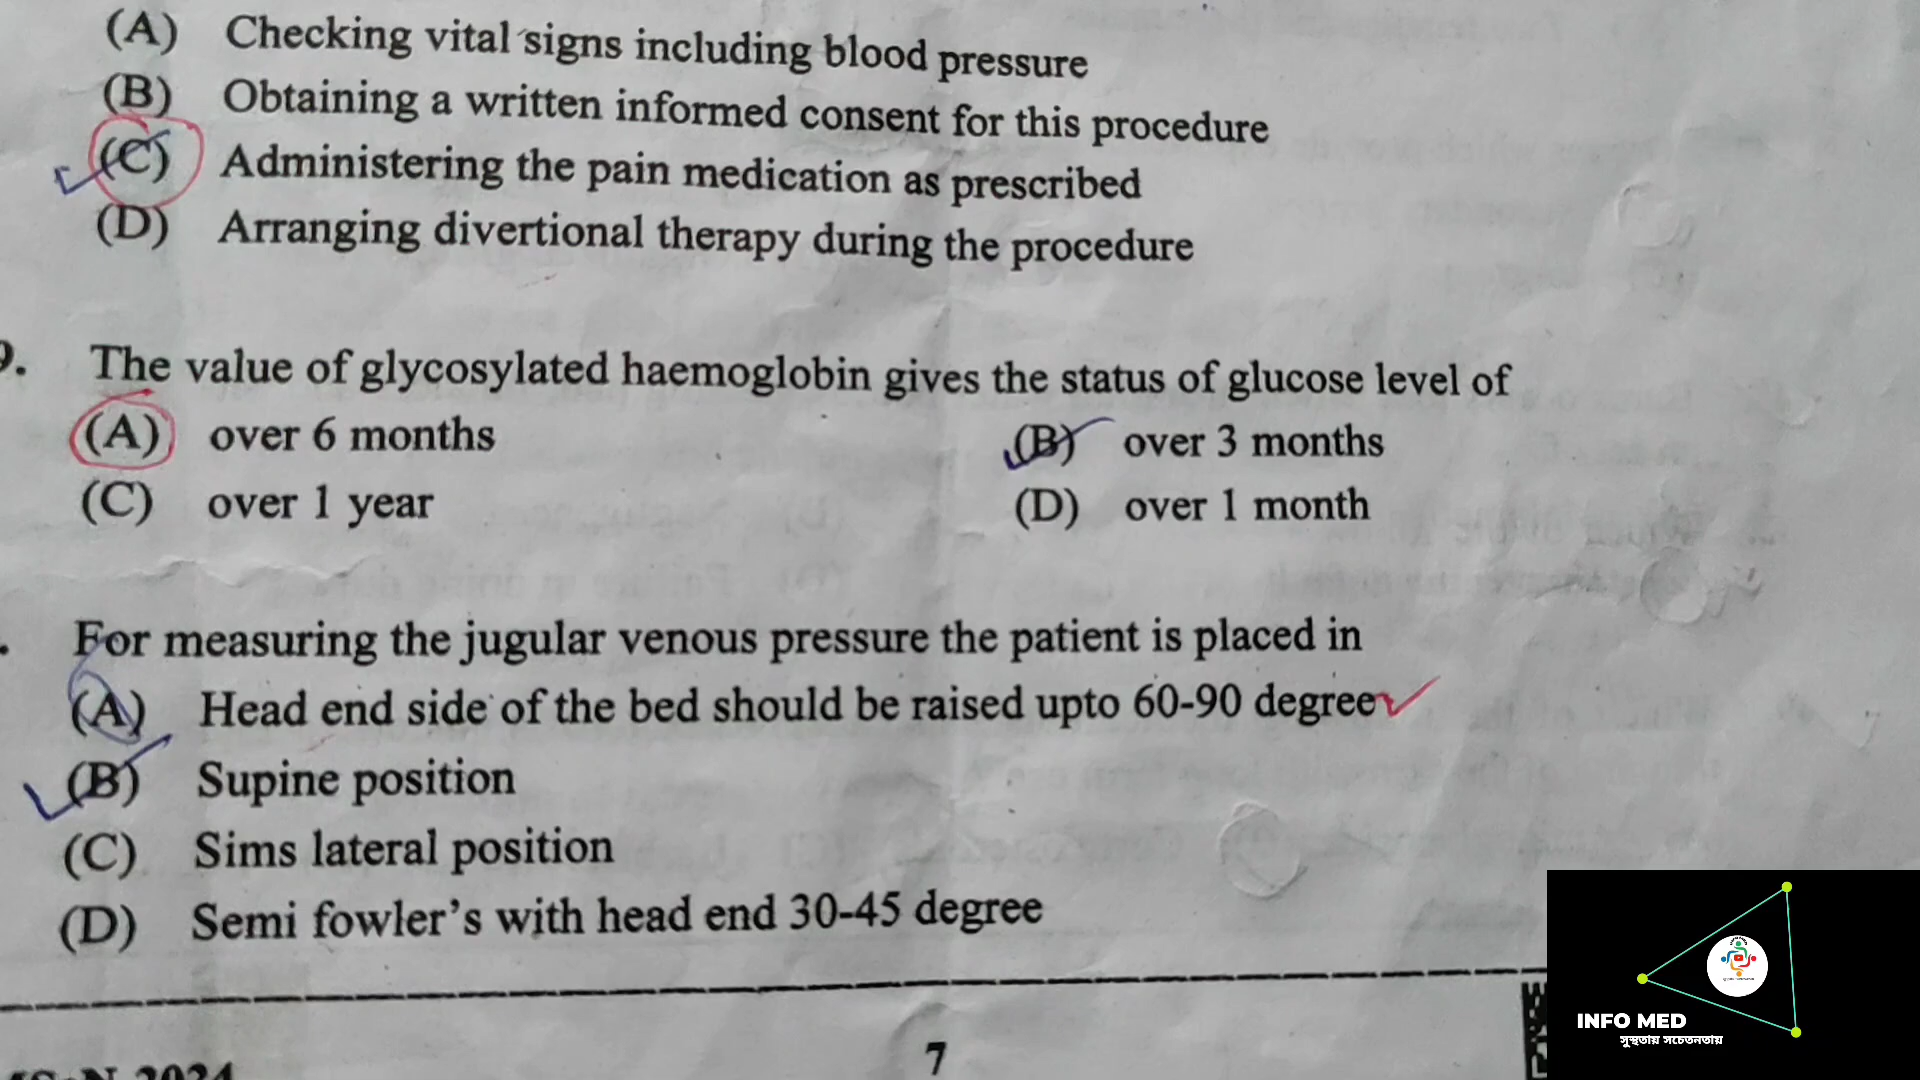 (A) Checking vital signs including blood pressure
(B) Obtaining a written informed consent for this procedure
(C) Administering the pain medication as prescribed
(D) Arranging divertional therapy during the procedure
9. The value of glycosylated haemoglobin gives the status of glucose level of
(A) over 6 months (B) over 3 months
(C) over 1 year (D) over 1 month
. For measuring the jugular venous pressure the patient is placed in
(A) Head end side of the bed should be raised upto 60-90 degree
(B) Supine position
(C) Sims lateral position
(D) Semi fowler's with head end 30-45 degree
7
N-2024
INFO MED
সুস্থতায় সচেতনতায়